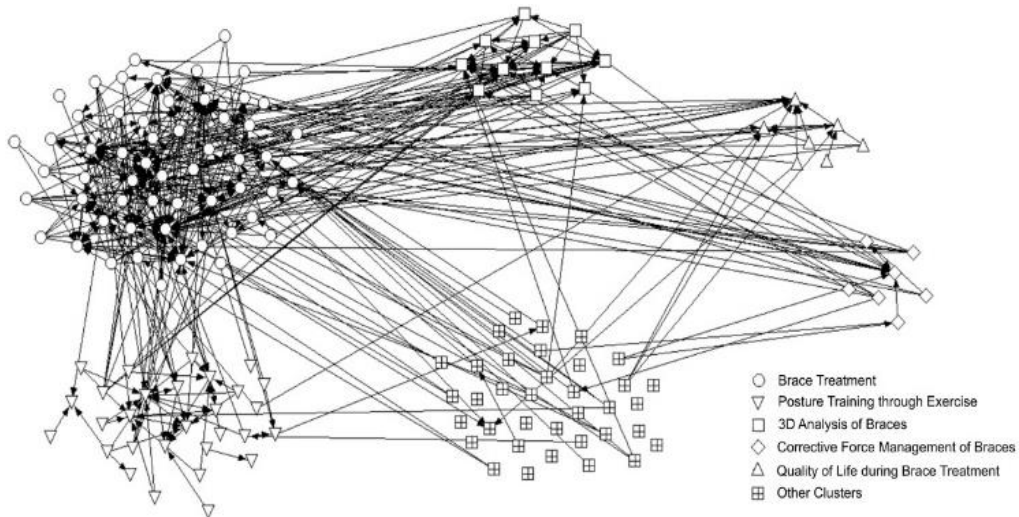 Brace Treatment
Posture Training through Exercise
3D Analysis of Braces
Corrective Force Management of Braces
Quality of Life during Brace Treatment
Other Clusters